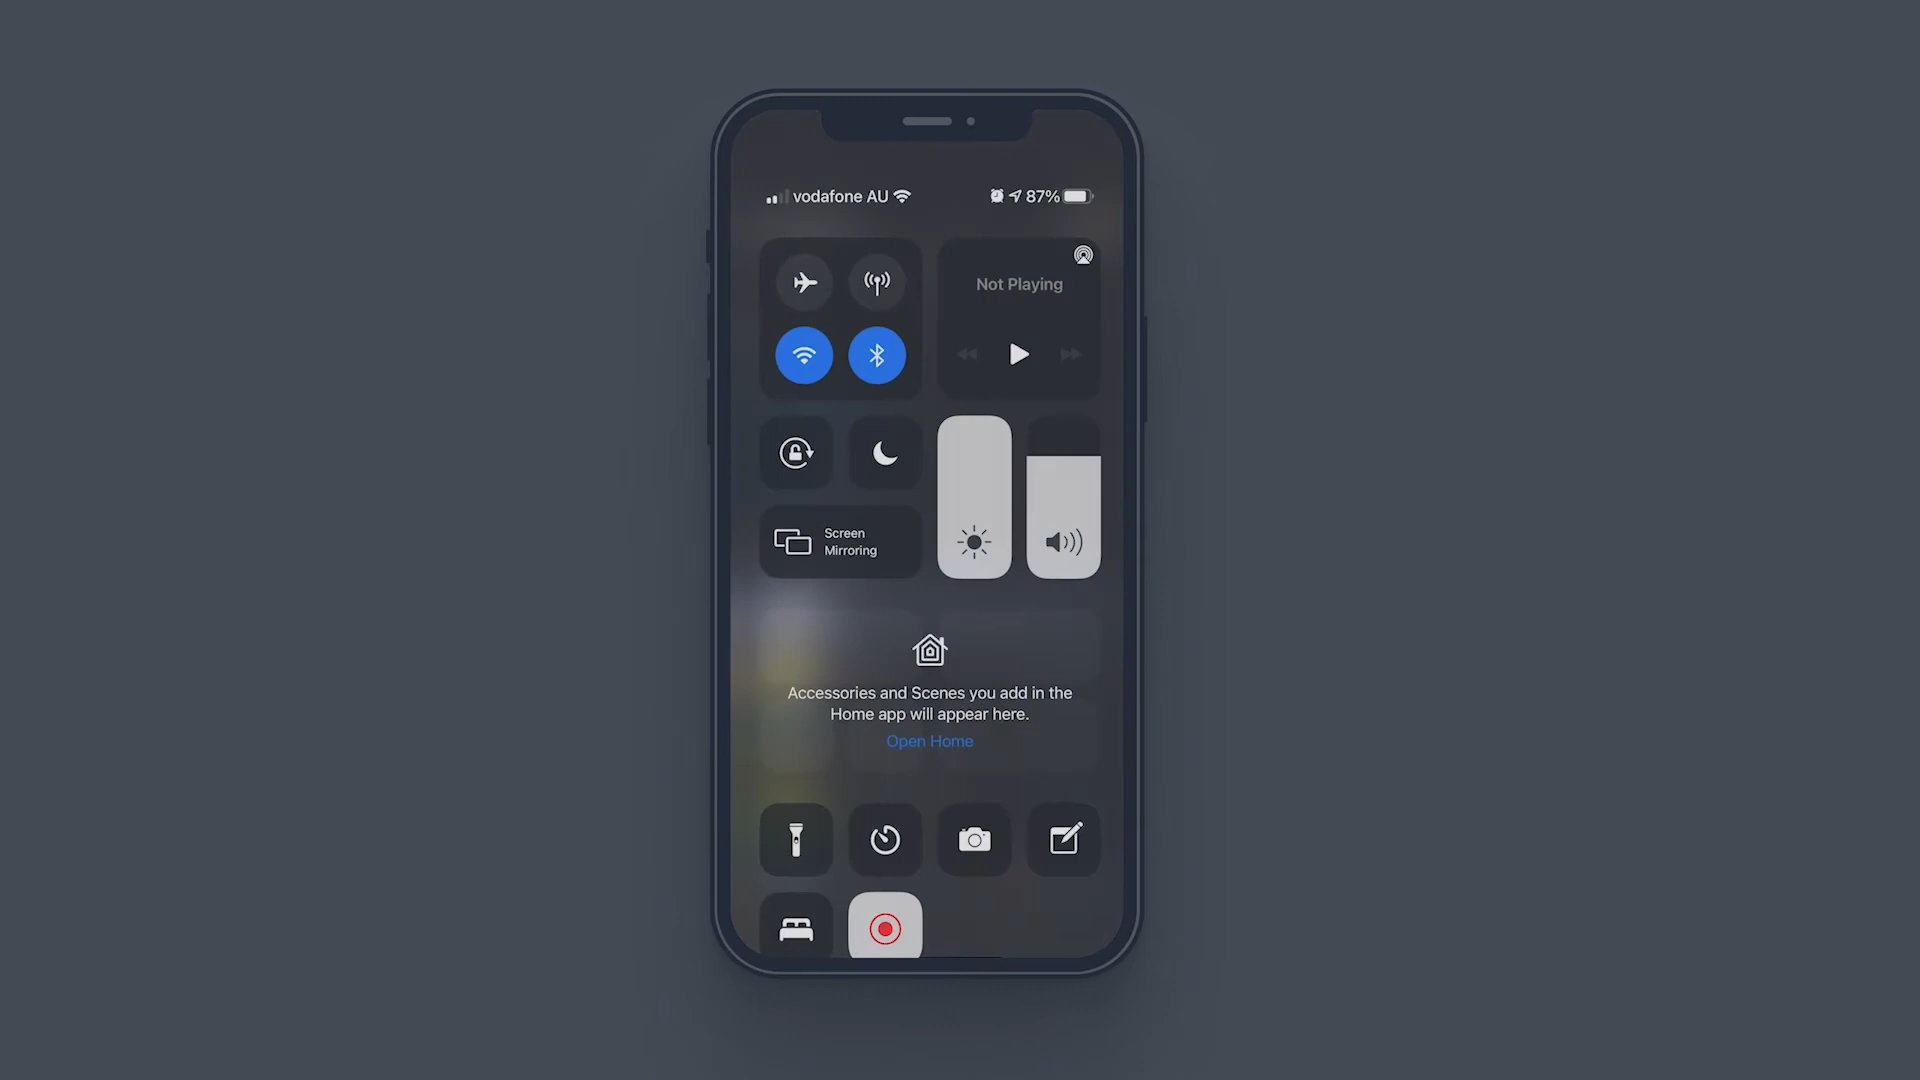 vodafone AU
87%
Not Playing
Screen
Mirroring
Accessories and Scenes you add in the
Home app will appear here.
Open Home